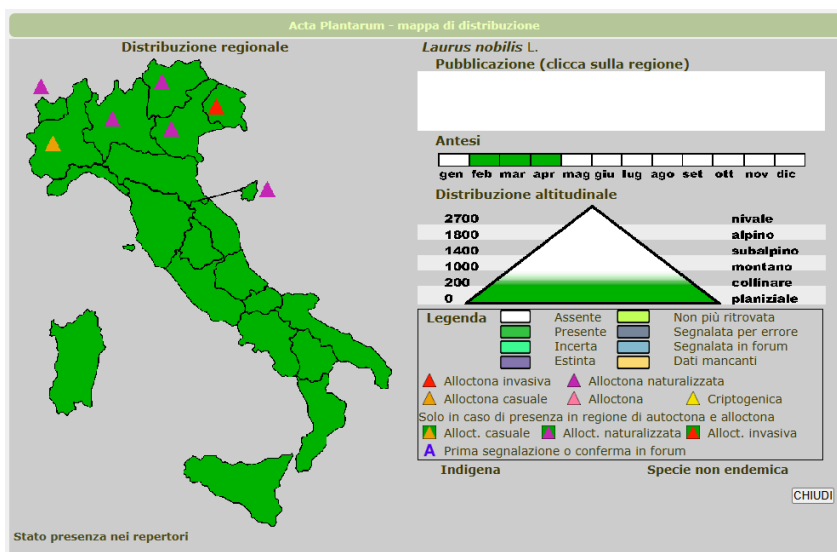 Acta Plantarum - mappa di distribuzione
Distribuzione regionale
Laurus nobilis L.
Pubblicazione (clicca sulla regione)
Antesi
gen feb mar apr mag giu lug ago set ott nov dic
Distribuzione altitudinale
2700 nivale
1800 alpino
1400 subalpino
1000 montano
200 collinare
0 planiziale
Legenda Assente Non più ritrovata
Presente Segnalata per errore
Incerta Segnalata in forum
Estinta Dati mancanti
Alloctona invasiva Alloctona naturalizzata
Alloctona casuale Alloctona Criptogenica
Solo in caso di presenza in regione di autoctona e alloctona
Alloct. casuale Alloct. naturalizzata Alloct. invasiva
A Prima segnalazione o conferma in forum
Indigena Specie non endemica
CHIUDI
Stato presenza nei repertori